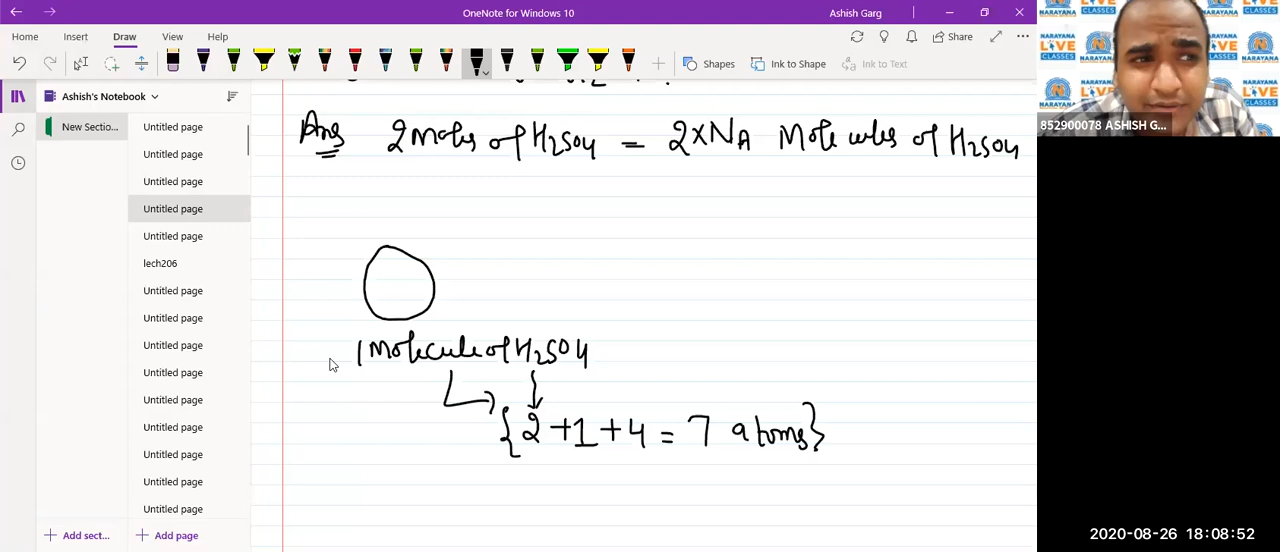 OneNote for Windows 10
Ashish Garg
Home Insert Draw View Help
Share
Shapes Ink to Shape Ink to Text
Ashish's Notebook
New Sectio...
Untitled page
Untitled page
Untitled page
Untitled page
Untitled page
lech206
Untitled page
Untitled page
Untitled page
Untitled page
Untitled page
Untitled page
Untitled page
Untitled page
Untitled page
Add sect...
Add page
Ans 2 Moles of H2SO4 = 2×NA Molecules of H2SO4
1 Molecule of H2SO4
{2+1+4 = 7 atoms}
NARAYANA
LIVE
CLASSES
852900078 ASHISH G...
2020-08-26 18:08:52